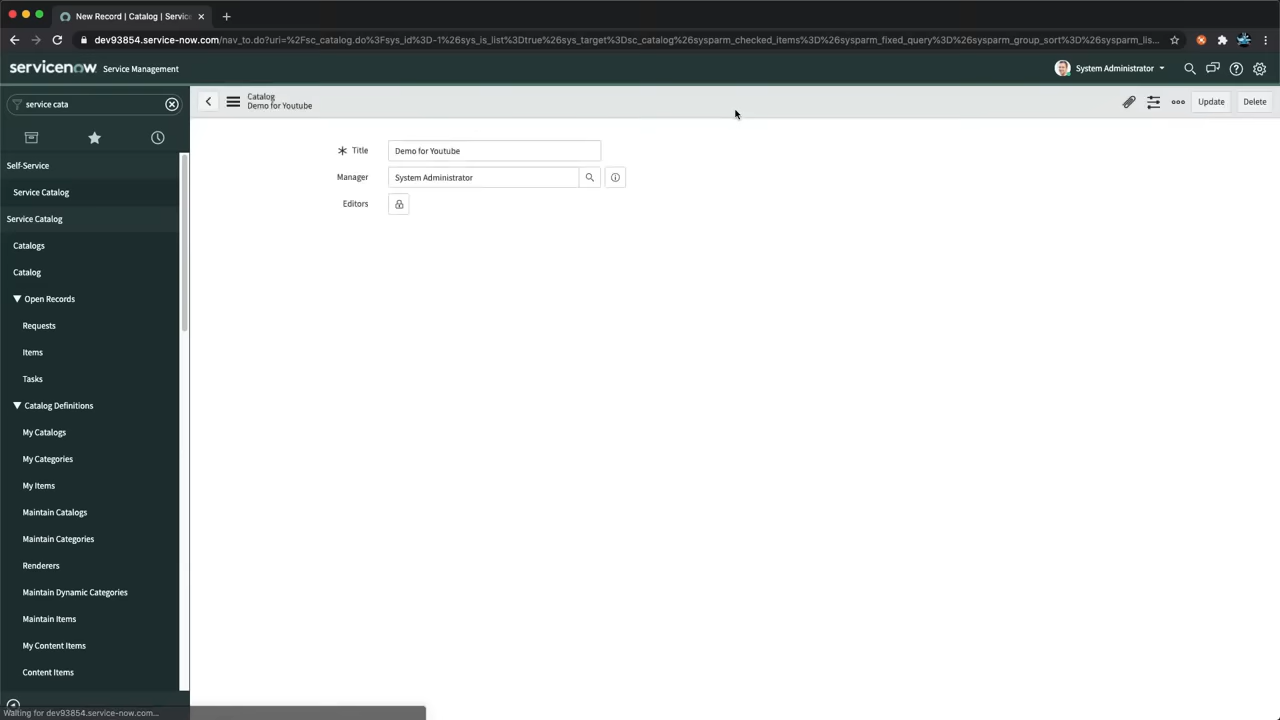 New Record | Catalog | Service
dev93854.service-now.com/nav_to.do?uri=%2Fsc_catalog.do%3Fsys_id%3D-1%26sys_is_list%3Dtrue%26sys_target%3Dsc_catalog%26sysparm_checked_items%3D%26sysparm_fixed_query%3D%26sysparm_group_sort%3D%26sysparm_lis...
servicenow Service Management
System Administrator
service cata
Catalog
Demo for Youtube
Update
Delete
Title
Demo for Youtube
Manager
System Administrator
Editors
Self-Service
Service Catalog
Service Catalog
Catalogs
Catalog
Open Records
Requests
Items
Tasks
Catalog Definitions
My Catalogs
My Categories
My Items
Maintain Catalogs
Maintain Categories
Renderers
Maintain Dynamic Categories
Maintain Items
My Content Items
Content Items
Waiting for dev93854.service-now.com...